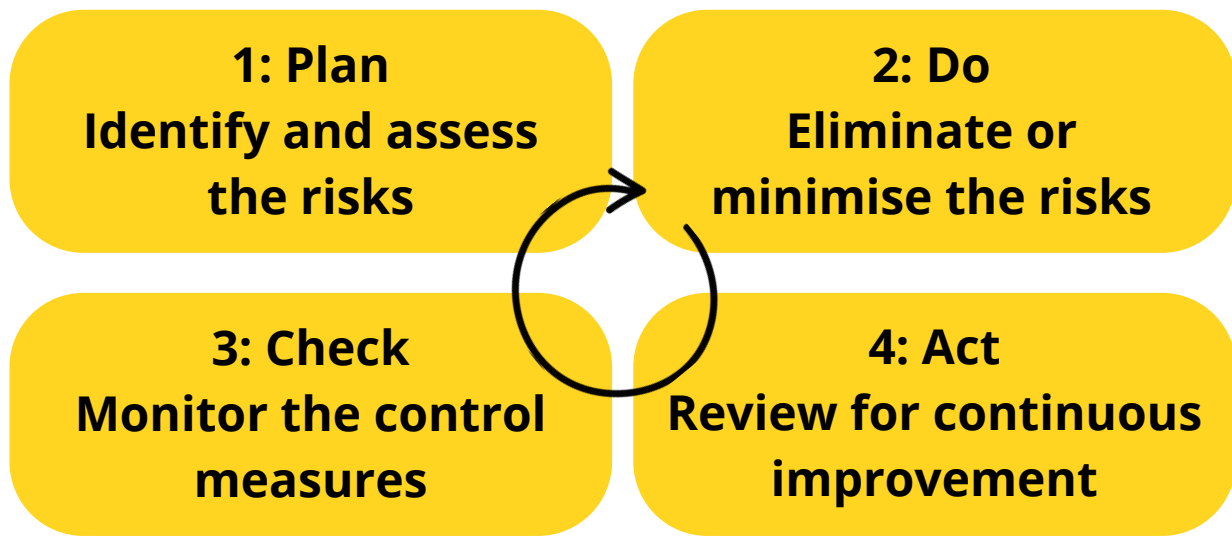 1: Plan
Identify and assess
the risks
2: Do
Eliminate or
minimise the risks
3: Check
Monitor the control
measures
4: Act
Review for continuous
improvement